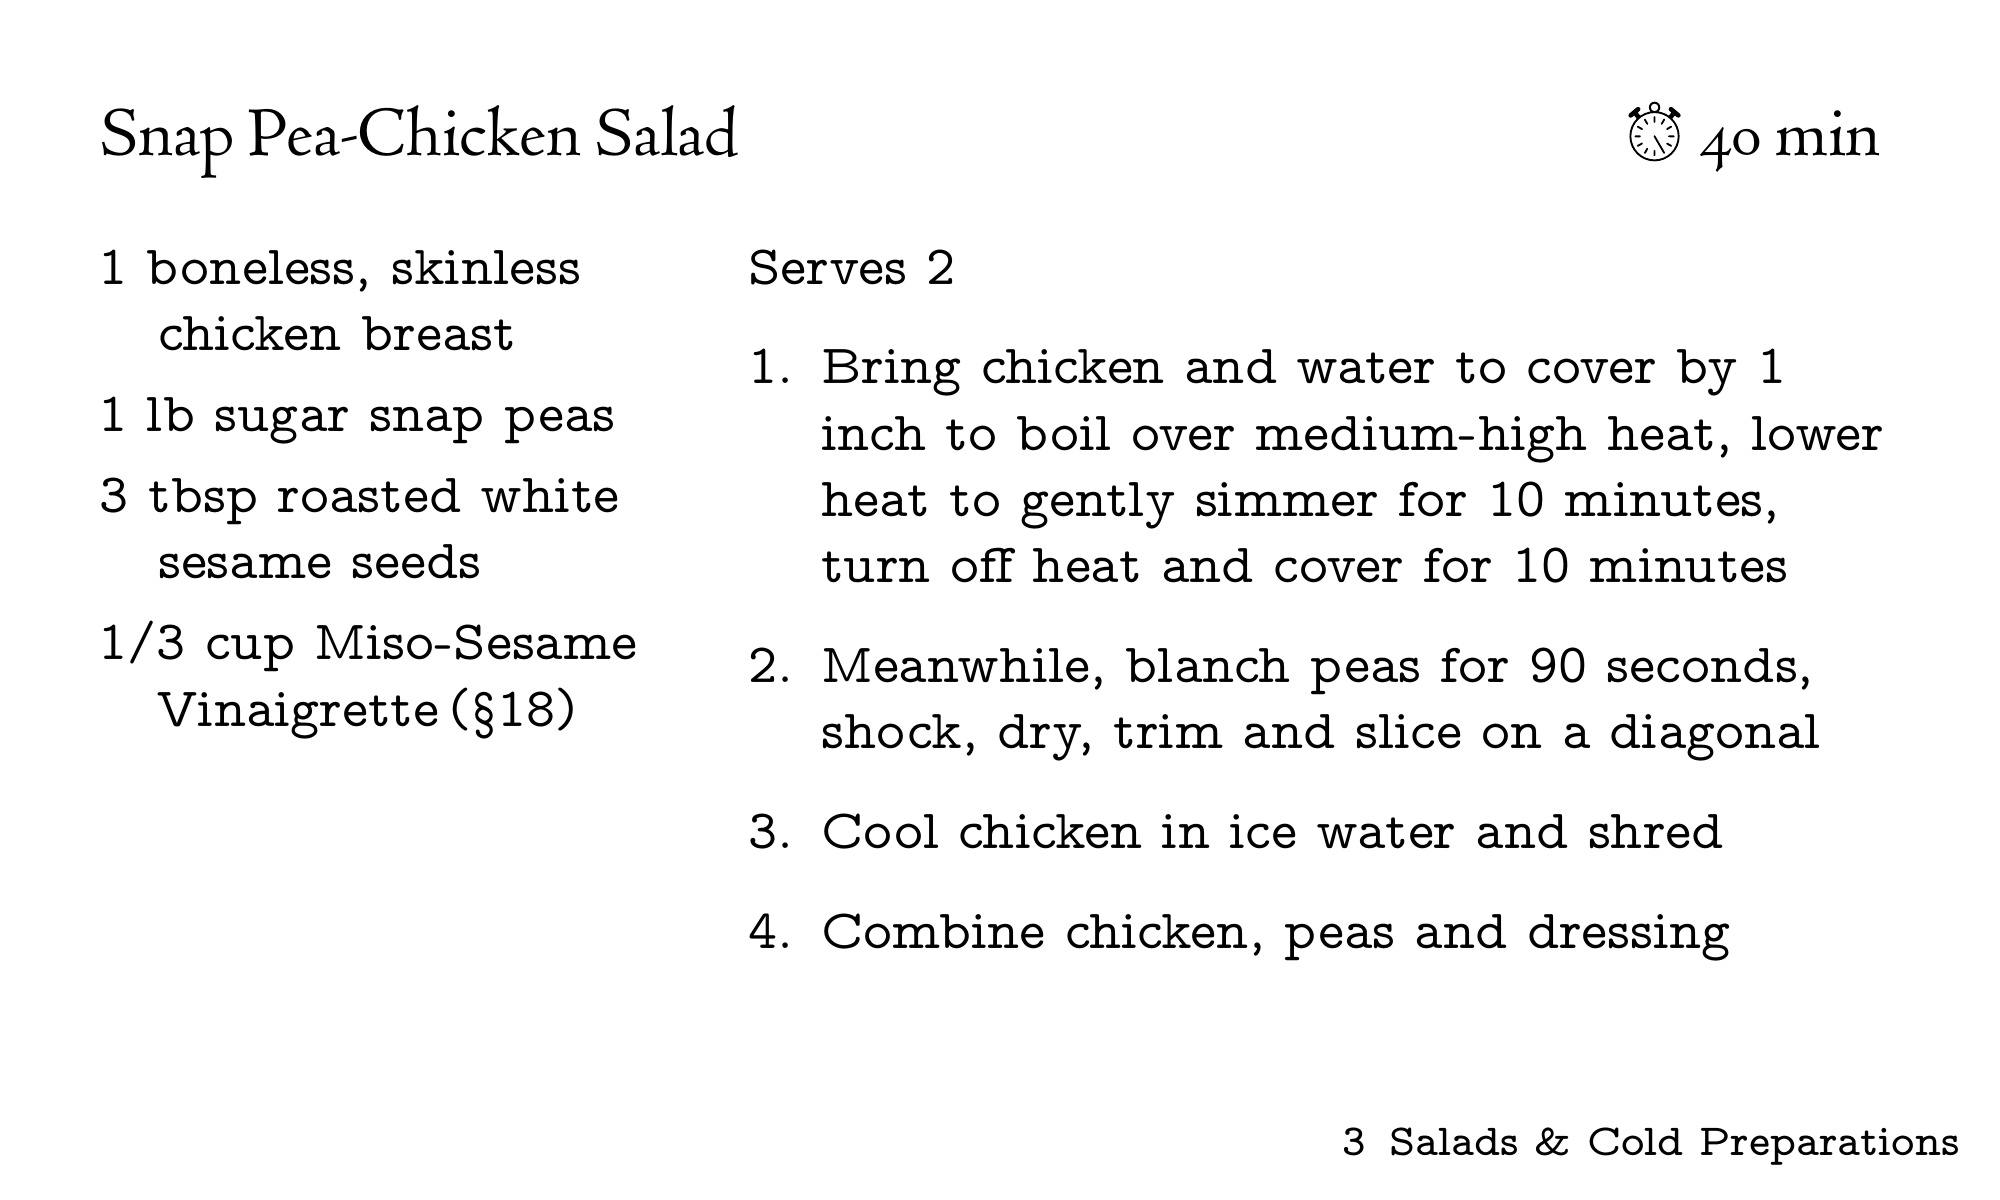 Snap Pea-Chicken Salad
40 min
1 boneless, skinless
chicken breast
1 lb sugar snap peas
3 tbsp roasted white
sesame seeds
1/3 cup Miso-Sesame
Vinaigrette (§18)
Serves 2
1. Bring chicken and water to cover by 1
inch to boil over medium-high heat, lower
heat to gently simmer for 10 minutes,
turn off heat and cover for 10 minutes
2. Meanwhile, blanch peas for 90 seconds,
shock, dry, trim and slice on a diagonal
3. Cool chicken in ice water and shred
4. Combine chicken, peas and dressing
3 Salads & Cold Preparations